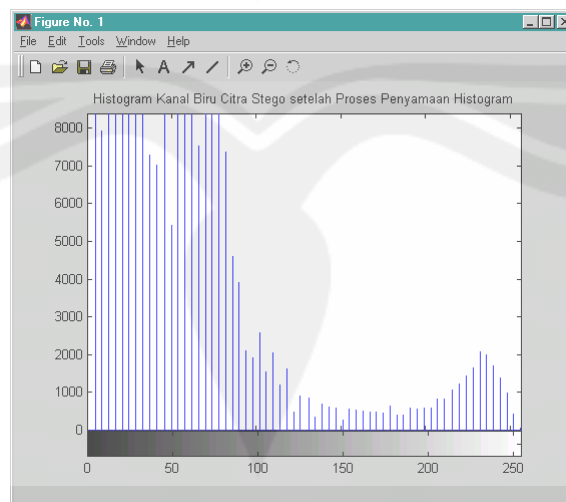 Figure No. 1
File Edit Tools Window Help
A
Histogram Kanal Biru Citra Stego setelah Proses Penyamaan Histogram
8000
7000
6000
5000
4000
3000
2000
1000
0
0 50 100 150 200 250